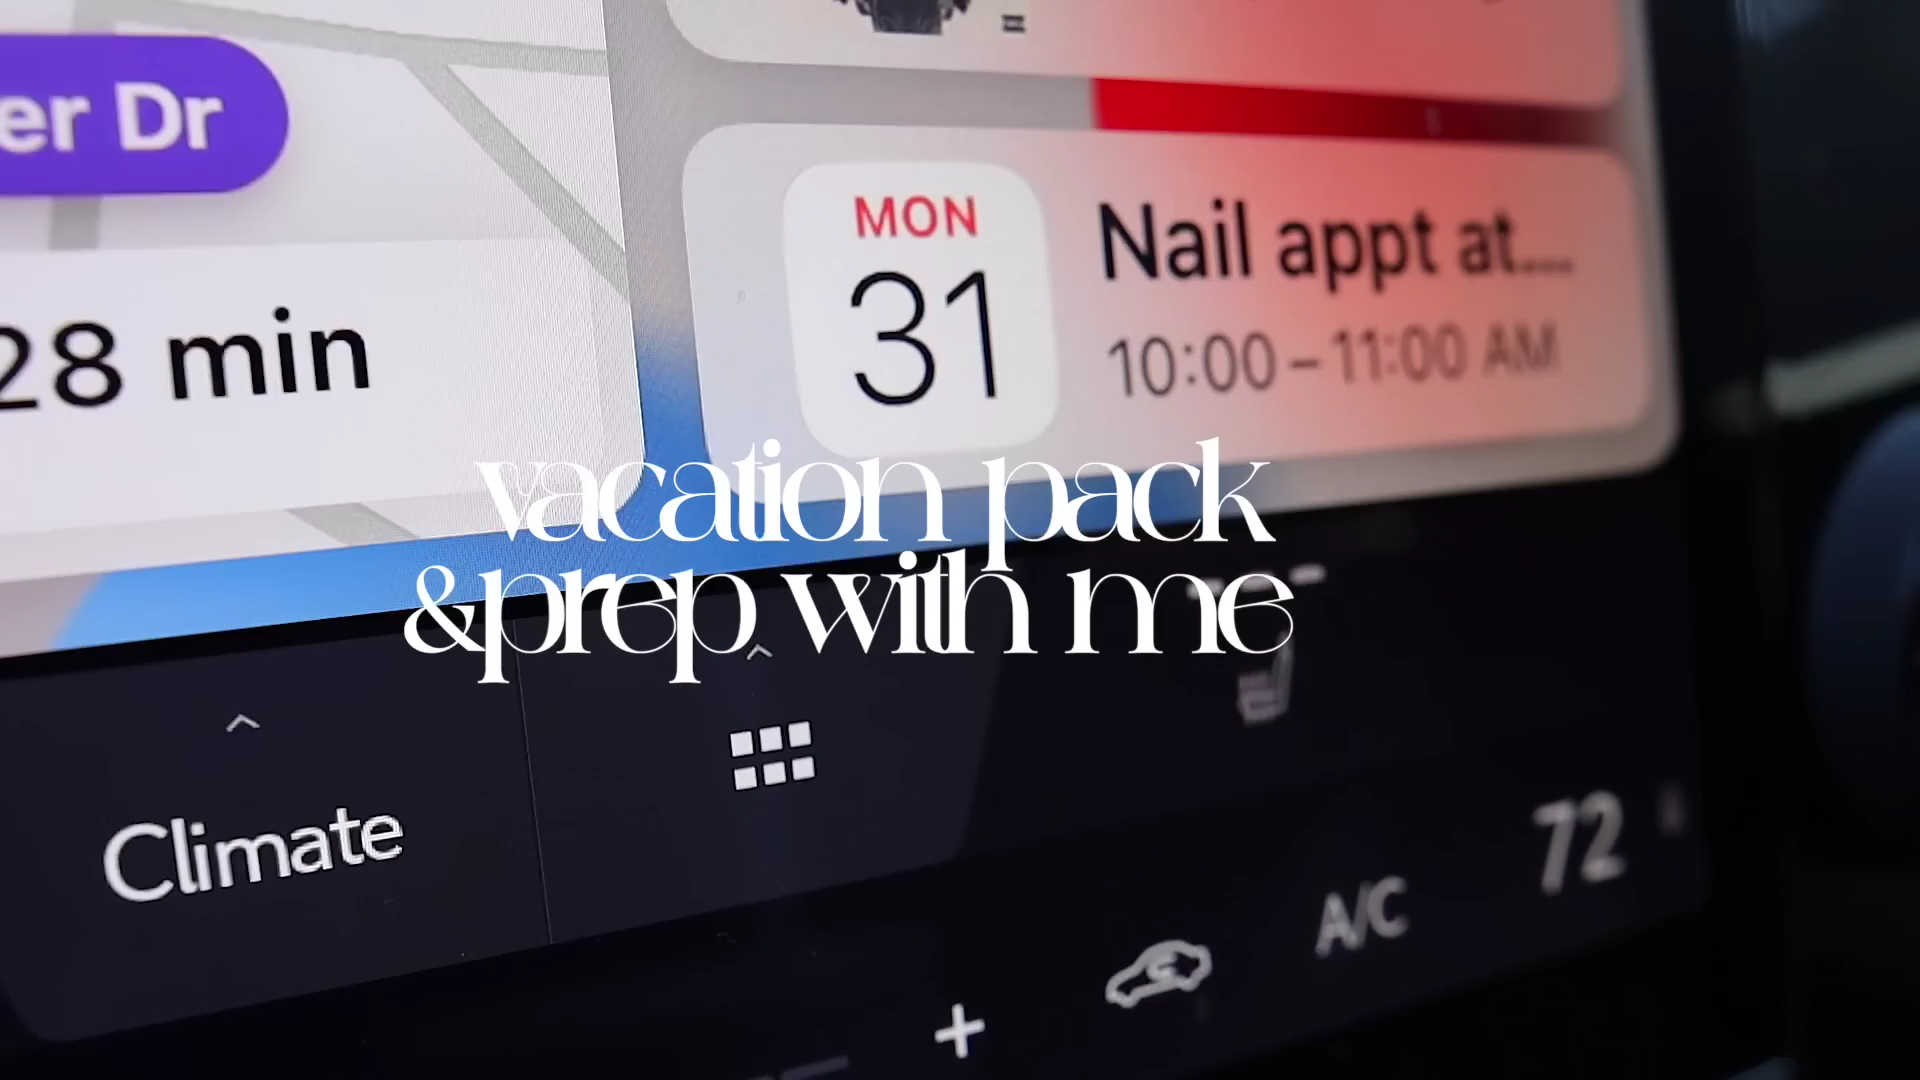 er Dr
28 min
MON
31
Nail appt at...
10:00 – 11:00 AM
vacation pack
&prep with me
Climate
A/C
72